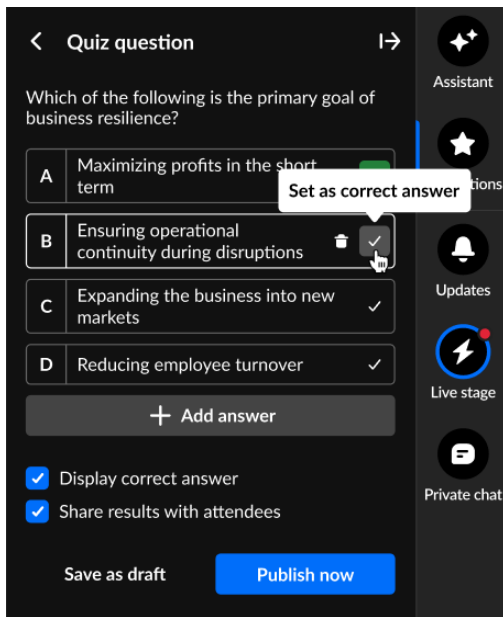 Quiz question
Which of the following is the primary goal of
business resilience?
A
Maximizing profits in the short
term
Set as correct answer
B
Ensuring operational
continuity during disruptions
C
Expanding the business into new
markets
D
Reducing employee turnover
Add answer
Display correct answer
Share results with attendees
Save as draft
Publish now
Assistant
Updates
Live stage
Private chat